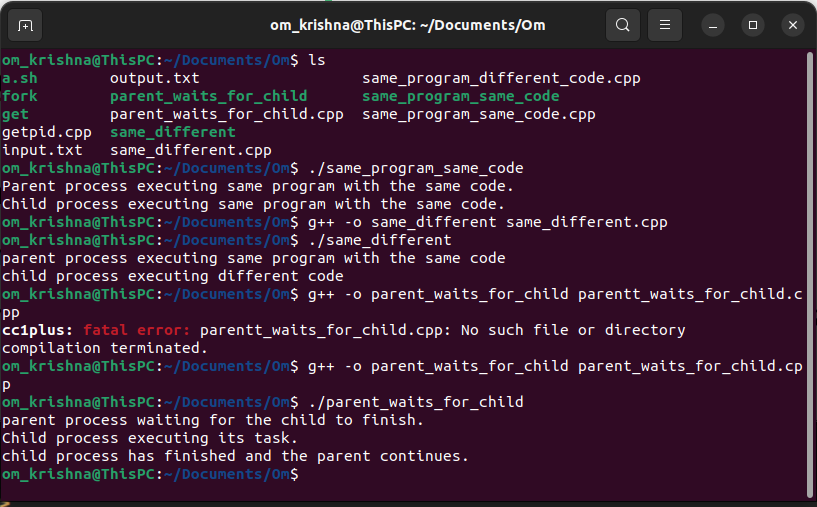 om_krishna@ThisPC: ~/Documents/Om
om_krishna@ThisPC:~/Documents/Om$ ls
a.sh        output.txt                  same_program_different_code.cpp
fork        parent_waits_for_child      same_program_same_code
get         parent_waits_for_child.cpp  same_program_same_code.cpp
getpid.cpp  same_different
input.txt   same_different.cpp
om_krishna@ThisPC:~/Documents/Om$ ./same_program_same_code
Parent process executing same program with the same code.
Child process executing same program with the same code.
om_krishna@ThisPC:~/Documents/Om$ g++ -o same_different same_different.cpp
om_krishna@ThisPC:~/Documents/Om$ ./same_different
parent process executing same program with the same code
child process executing different code
om_krishna@ThisPC:~/Documents/Om$ g++ -o parent_waits_for_child parentt_waits_for_child.c
pp
cc1plus: fatal error: parentt_waits_for_child.cpp: No such file or directory
compilation terminated.
om_krishna@ThisPC:~/Documents/Om$ g++ -o parent_waits_for_child parent_waits_for_child.cp
p
om_krishna@ThisPC:~/Documents/Om$ ./parent_waits_for_child
parent process waiting for the child to finish.
Child process executing its task.
child process has finished and the parent continues.
om_krishna@ThisPC:~/Documents/Om$